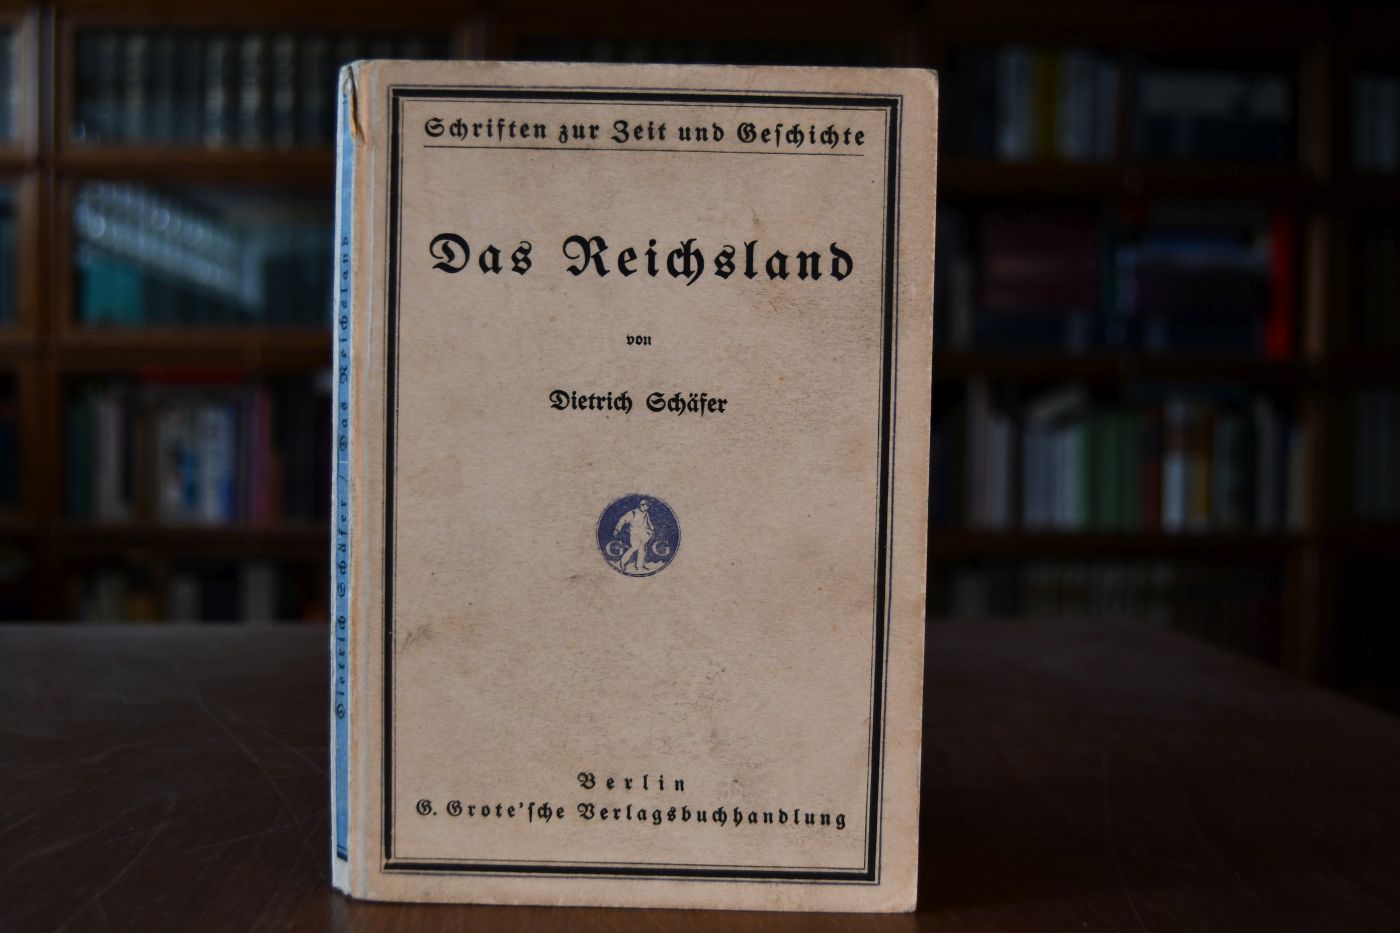 Schriften zur Zeit und Geſchichte
Das Reichsland
von
Dietrich Schäfer
G G
Berlin
G. Grote'ſche Verlagsbuchhandlung
Dietrich Schäfer / Das Reichsland